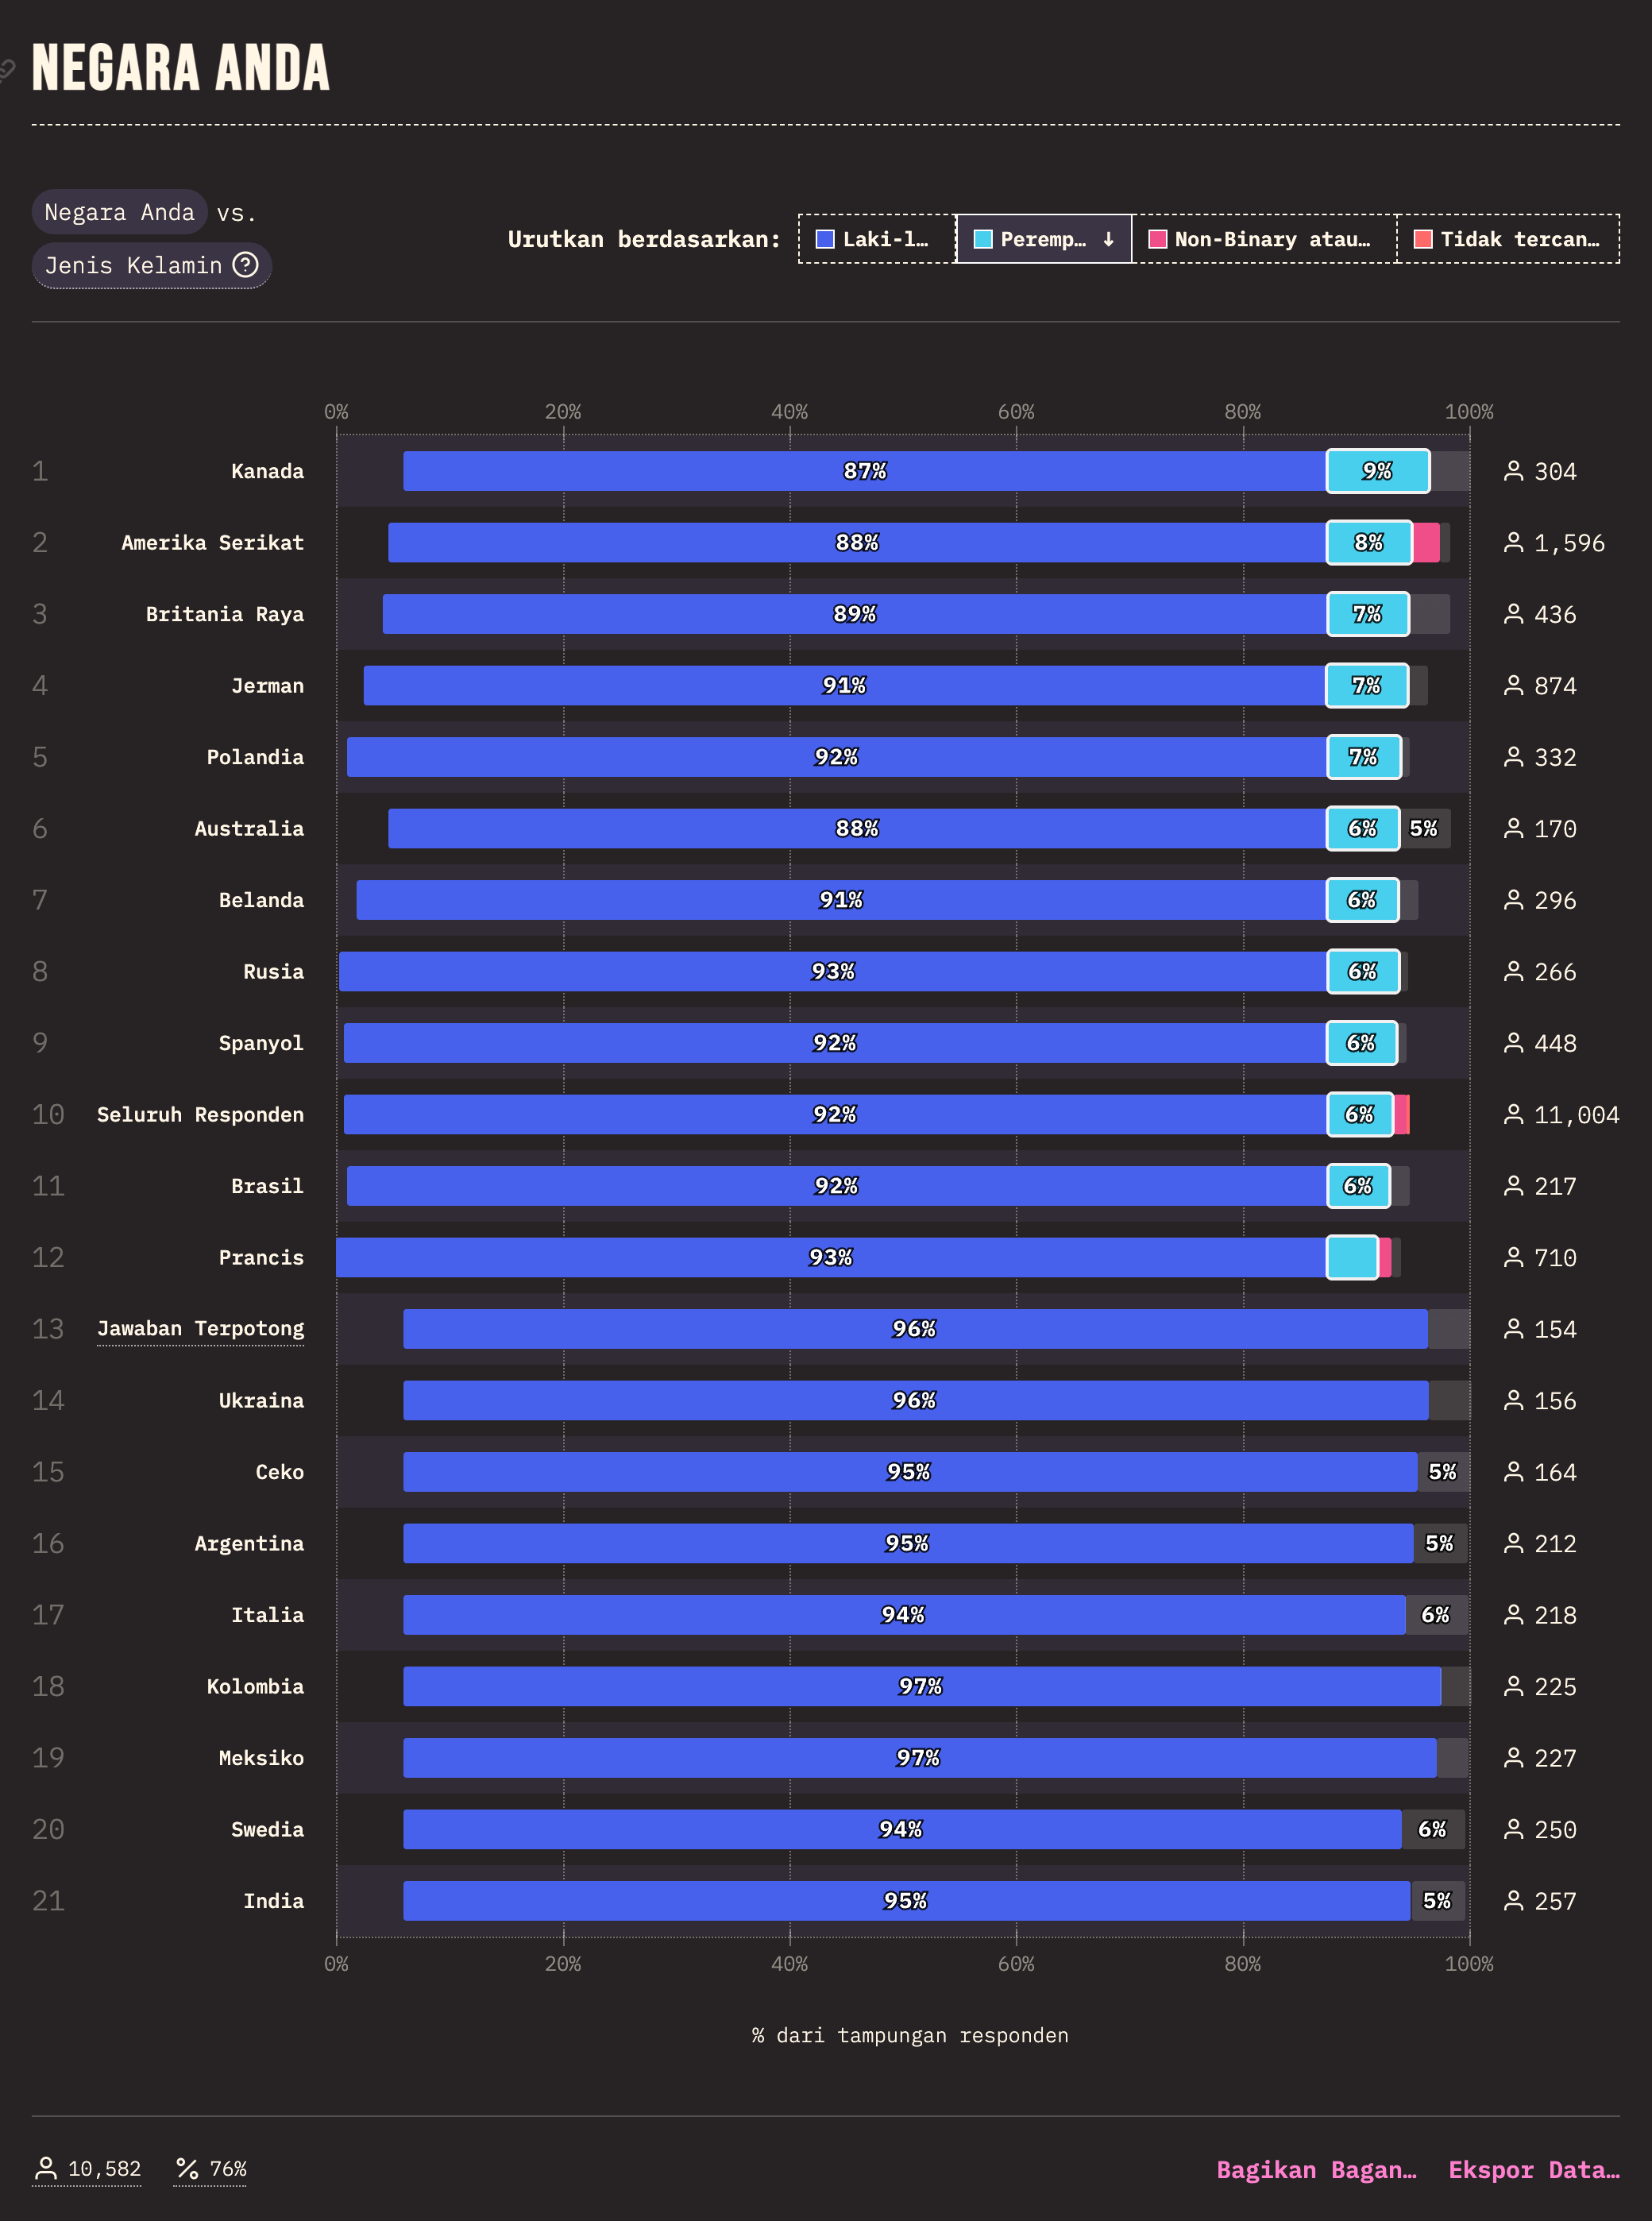 NEGARA ANDA
Negara Anda vs.
Jenis Kelamin ?
Urutkan berdasarkan: Laki-l… Peremp… ↓ Non-Binary atau… Tidak tercan…
0% 20% 40% 60% 80% 100%
1 Kanada 87% 9% 304
2 Amerika Serikat 88% 8% 1,596
3 Britania Raya 89% 7% 436
4 Jerman 91% 7% 874
5 Polandia 92% 7% 332
6 Australia 88% 6% 5% 170
7 Belanda 91% 6% 296
8 Rusia 93% 6% 266
9 Spanyol 92% 6% 448
10 Seluruh Responden 92% 6% 11,004
11 Brasil 92% 6% 217
12 Prancis 93% 710
13 Jawaban Terpotong 96% 154
14 Ukraina 96% 156
15 Ceko 95% 5% 164
16 Argentina 95% 5% 212
17 Italia 94% 6% 218
18 Kolombia 97% 225
19 Meksiko 97% 227
20 Swedia 94% 6% 250
21 India 95% 5% 257
0% 20% 40% 60% 80% 100%
% dari tampungan responden
10,582 % 76%
Bagikan Bagan… Ekspor Data…